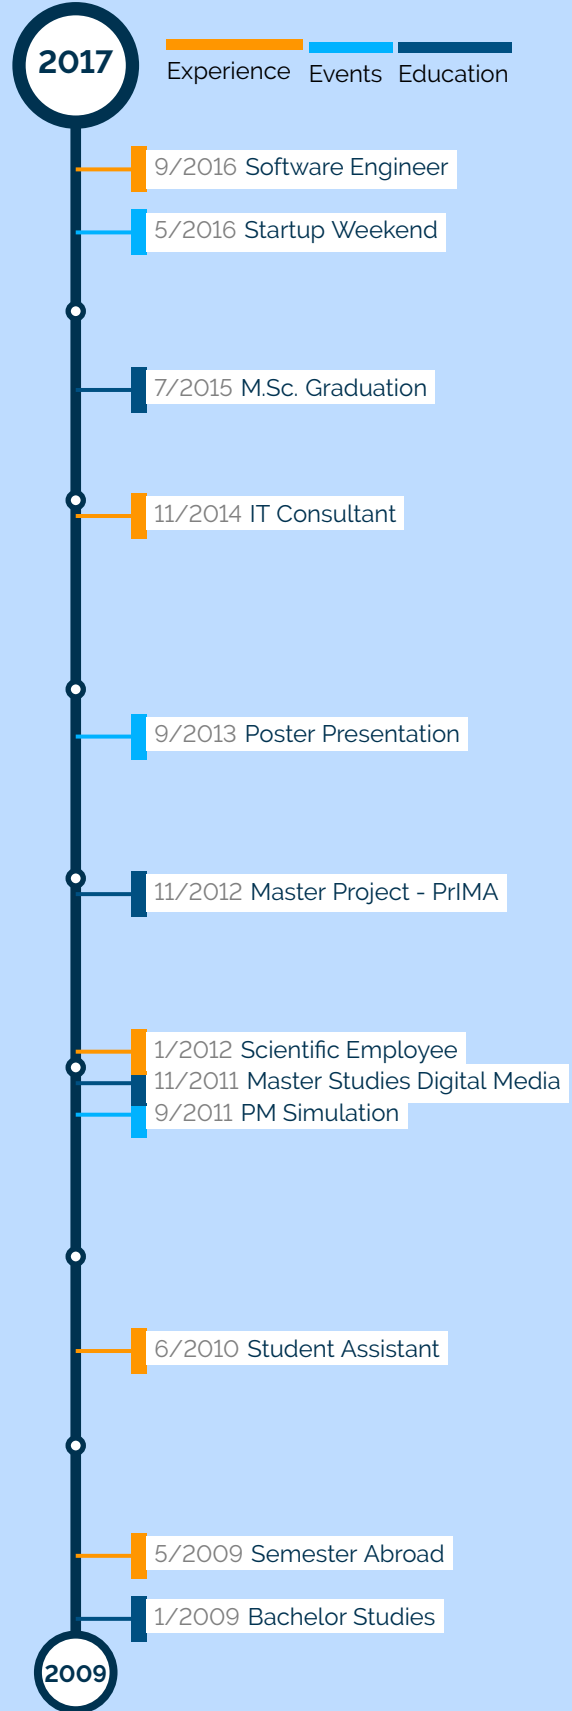 2017
Experience Events Education
9/2016 Software Engineer
5/2016 Startup Weekend
7/2015 M.Sc. Graduation
11/2014 IT Consultant
9/2013 Poster Presentation
11/2012 Master Project - PrIMA
1/2012 Scientific Employee
11/2011 Master Studies Digital Media
9/2011 PM Simulation
6/2010 Student Assistant
5/2009 Semester Abroad
1/2009 Bachelor Studies
2009